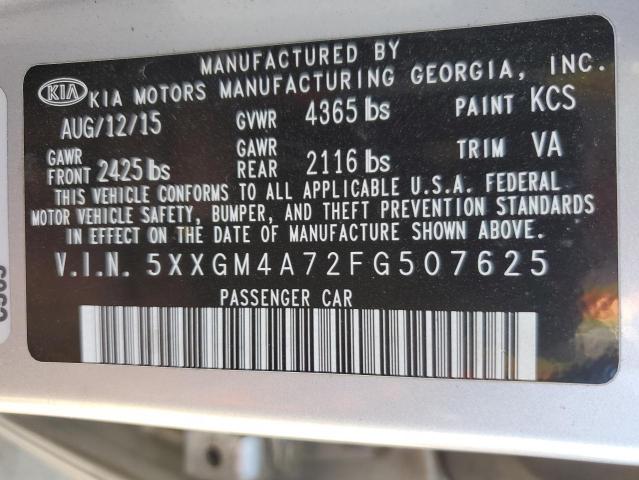 MANUFACTURED BY
KIA KIA MOTORS MANUFACTURING GEORGIA, INC.
AUG/12/15 GVWR 4365 lbs PAINT KCS
GAWR FRONT 2425 lbs GAWR REAR 2116 lbs TRIM VA
THIS VEHICLE CONFORMS TO ALL APPLICABLE U.S.A. FEDERAL
MOTOR VEHICLE SAFETY, BUMPER, AND THEFT PREVENTION STANDARDS
IN EFFECT ON THE DATE OF MANUFACTURE SHOWN ABOVE.
V.I.N. 5XXGM4A72FG507625
PASSENGER CAR